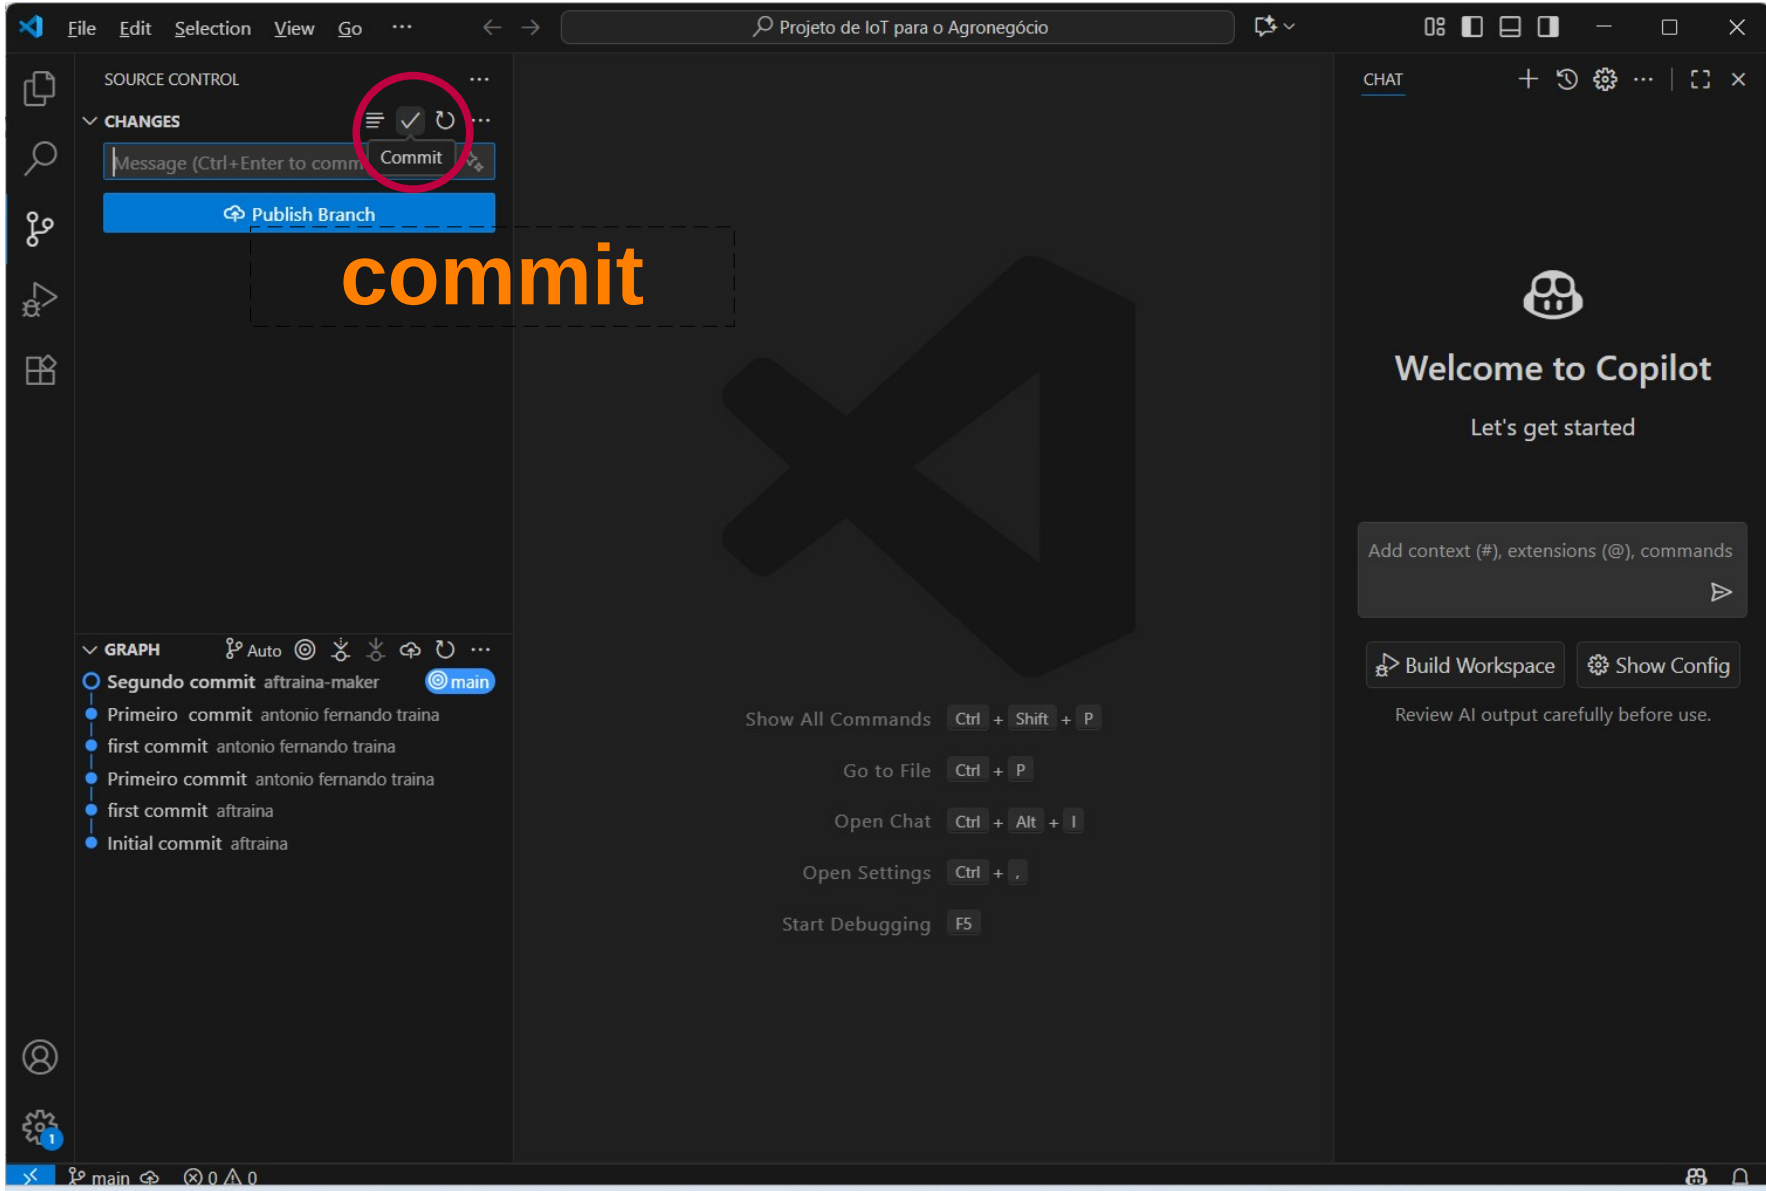 File Edit Selection View Go ··· Projeto de IoT para o Agronegócio
SOURCE CONTROL
CHANGES
Message (Ctrl+Enter to comm
Commit
Publish Branch
commit
GRAPH Auto
Segundo commit aftraina-maker main
Primeiro commit antonio fernando traina
first commit antonio fernando traina
Primeiro commit antonio fernando traina
first commit aftraina
Initial commit aftraina
Show All Commands Ctrl + Shift + P
Go to File Ctrl + P
Open Chat Ctrl + Alt + I
Open Settings Ctrl + ,
Start Debugging F5
CHAT
Welcome to Copilot
Let's get started
Add context (#), extensions (@), commands
Build Workspace Show Config
Review AI output carefully before use.
1
main 0 0